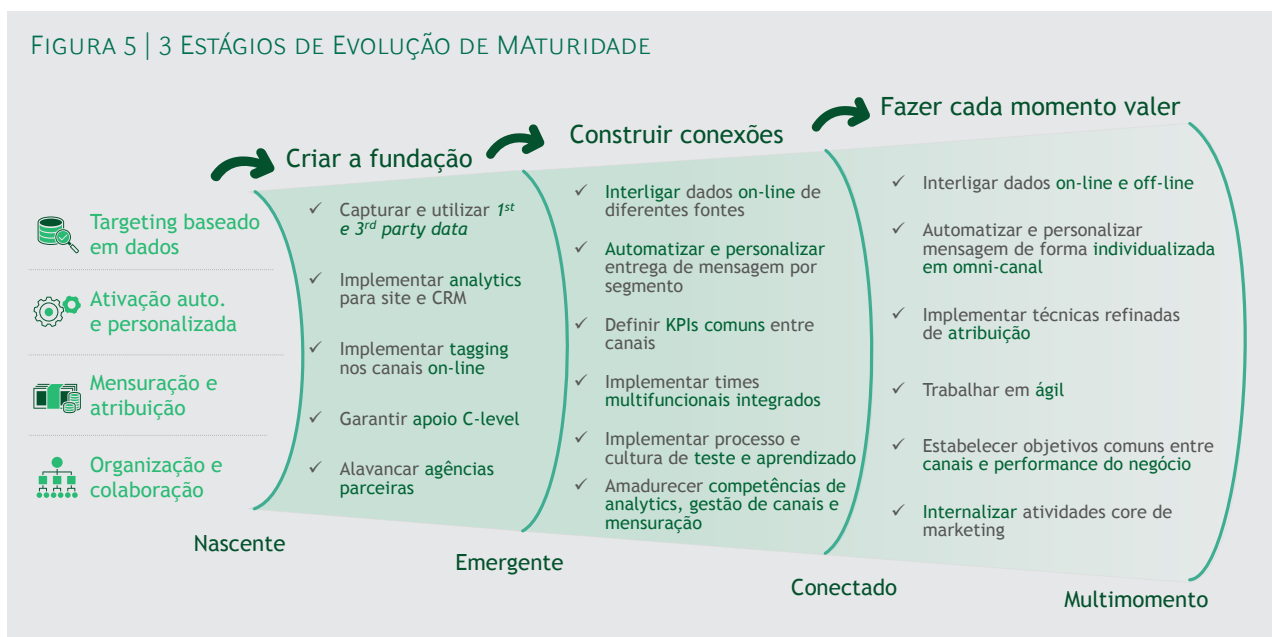 FIGURA 5 | 3 ESTÁGIOS DE EVOLUÇÃO DE MATURIDADE
Targeting baseado
em dados
Ativação auto.
e personalizada
Mensuração e
atribuição
Organização e
colaboração
Criar a fundação
✓ Capturar e utilizar 1st
e 3rd party data
✓ Implementar analytics
para site e CRM
✓ Implementar tagging
nos canais on-line
✓ Garantir apoio C-level
✓ Alavancar agências
parceiras
Construir conexões
✓ Interligar dados on-line de
diferentes fontes
✓ Automatizar e personalizar
entrega de mensagem por
segmento
✓ Definir KPIs comuns entre
canais
✓ Implementar times
multifuncionais integrados
✓ Implementar processo e
cultura de teste e aprendizado
✓ Amadurecer competências de
analytics, gestão de canais e
mensuração
Fazer cada momento valer
✓ Interligar dados on-line e off-line
✓ Automatizar e personalizar
mensagem de forma individualizada
em omni-canal
✓ Implementar técnicas refinadas
de atribuição
✓ Trabalhar em ágil
✓ Estabelecer objetivos comuns entre
canais e performance do negócio
✓ Internalizar atividades core de
marketing
Nascente
Emergente
Conectado
Multimomento